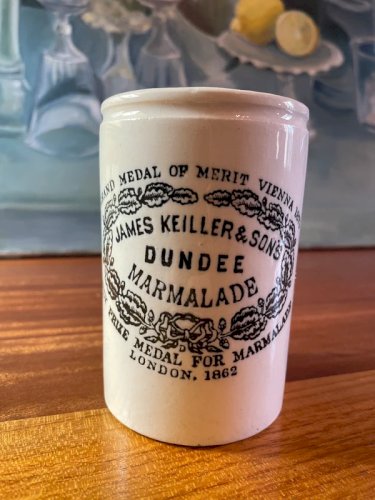 AND MEDAL OF MERIT VIENNA
JAMES KEILLER & SONS
DUNDEE
MARMALADE
PRIZE MEDAL FOR MARMALADE
LONDON, 1862